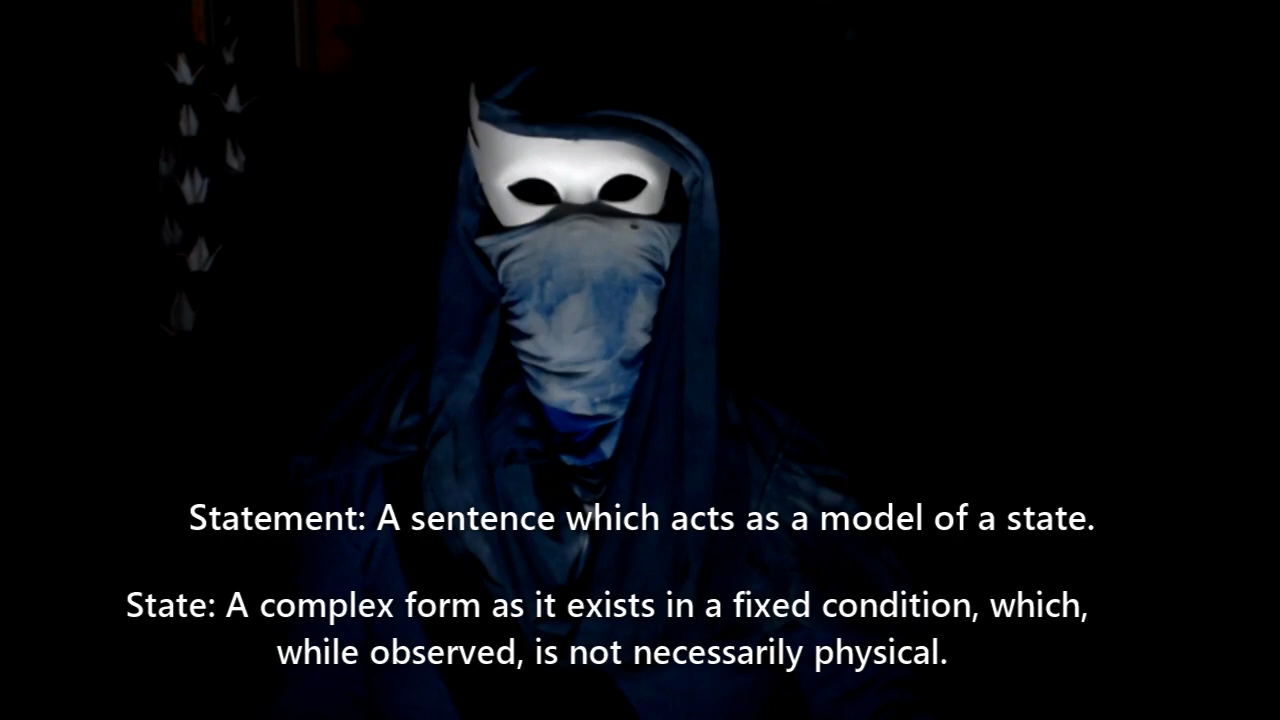 Statement: A sentence which acts as a model of a state.
State: A complex form as it exists in a fixed condition, which,
while observed, is not necessarily physical.